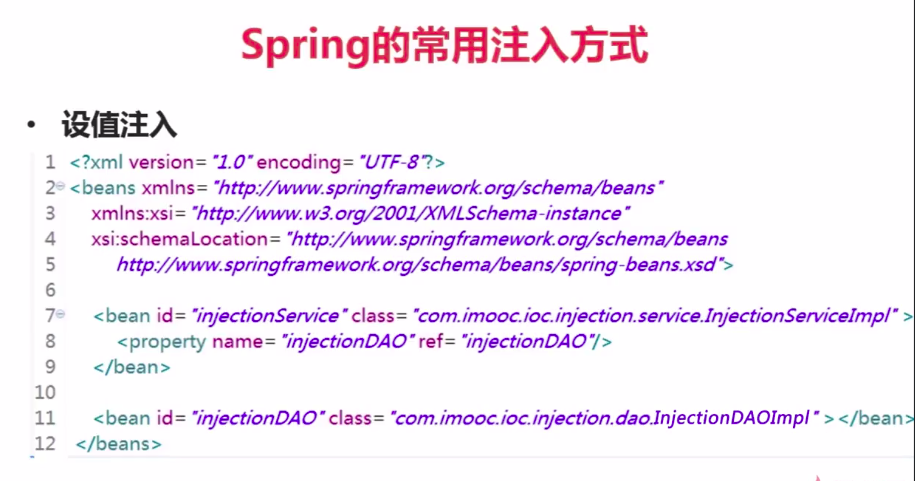 Spring的常用注入方式
• 设值注入
1 <?xml version="1.0" encoding="UTF-8"?>
2 <beans xmlns="http://www.springframework.org/schema/beans"
3 xmlns:xsi="http://www.w3.org/2001/XMLSchema-instance"
4 xsi:schemaLocation="http://www.springframework.org/schema/beans
5 http://www.springframework.org/schema/beans/spring-beans.xsd">
6
7 <bean id="injectionService" class="com.imooc.ioc.injection.service.InjectionServiceImpl" >
8 <property name="injectionDAO" ref="injectionDAO"/>
9 </bean>
10
11 <bean id="injectionDAO" class="com.imooc.ioc.injection.dao.InjectionDAOImpl" ></bean>
12 </beans>